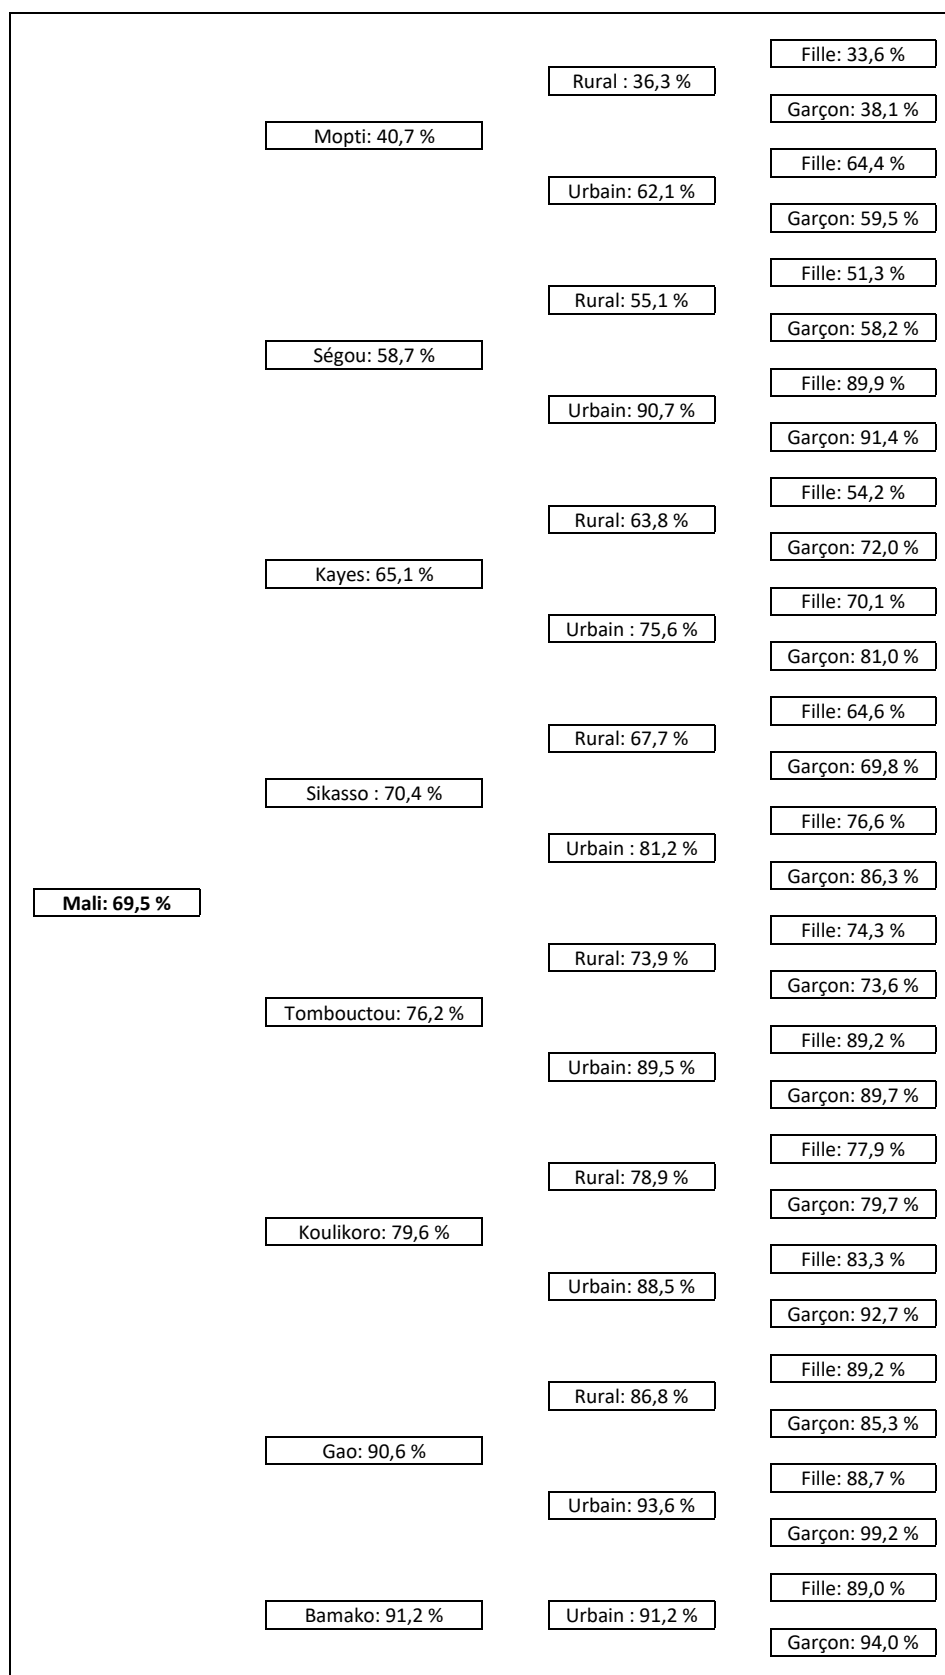 Fille: 33,6 %
Rural : 36,3 %
Garçon: 38,1 %
Mopti: 40,7 %
Fille: 64,4 %
Urbain: 62,1 %
Garçon: 59,5 %
Fille: 51,3 %
Rural: 55,1 %
Garçon: 58,2 %
Ségou: 58,7 %
Fille: 89,9 %
Urbain: 90,7 %
Garçon: 91,4 %
Fille: 54,2 %
Rural: 63,8 %
Garçon: 72,0 %
Kayes: 65,1 %
Fille: 70,1 %
Urbain : 75,6 %
Garçon: 81,0 %
Fille: 64,6 %
Rural: 67,7 %
Garçon: 69,8 %
Sikasso : 70,4 %
Fille: 76,6 %
Urbain : 81,2 %
Garçon: 86,3 %
Mali: 69,5 %
Fille: 74,3 %
Rural: 73,9 %
Garçon: 73,6 %
Tombouctou: 76,2 %
Fille: 89,2 %
Urbain: 89,5 %
Garçon: 89,7 %
Fille: 77,9 %
Rural: 78,9 %
Garçon: 79,7 %
Koulikoro: 79,6 %
Fille: 83,3 %
Urbain: 88,5 %
Garçon: 92,7 %
Fille: 89,2 %
Rural: 86,8 %
Garçon: 85,3 %
Gao: 90,6 %
Fille: 88,7 %
Urbain: 93,6 %
Garçon: 99,2 %
Fille: 89,0 %
Bamako: 91,2 %
Urbain : 91,2 %
Garçon: 94,0 %